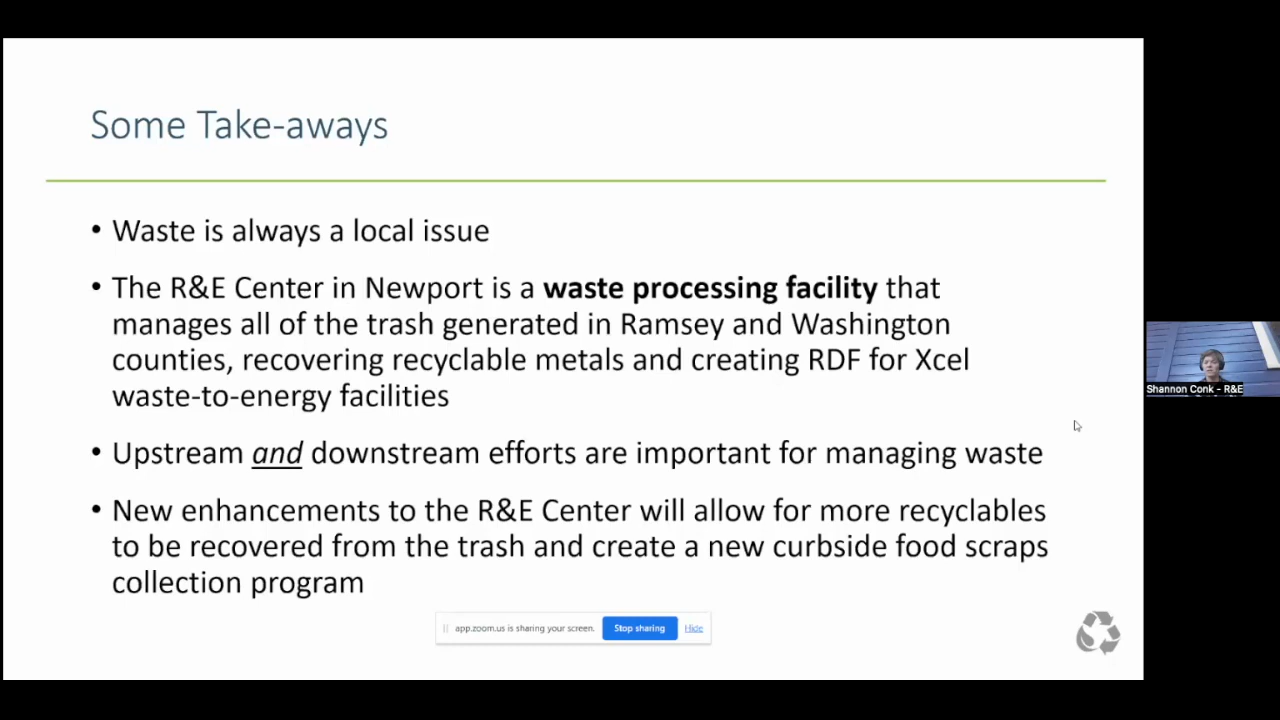 Some Take-aways
• Waste is always a local issue
• The R&E Center in Newport is a waste processing facility that
manages all of the trash generated in Ramsey and Washington
counties, recovering recyclable metals and creating RDF for Xcel
waste-to-energy facilities
• Upstream and downstream efforts are important for managing waste
• New enhancements to the R&E Center will allow for more recyclables
to be recovered from the trash and create a new curbside food scraps
collection program
app.zoom.us is sharing your screen. Stop sharing Hide
Shannon Conk - R&E